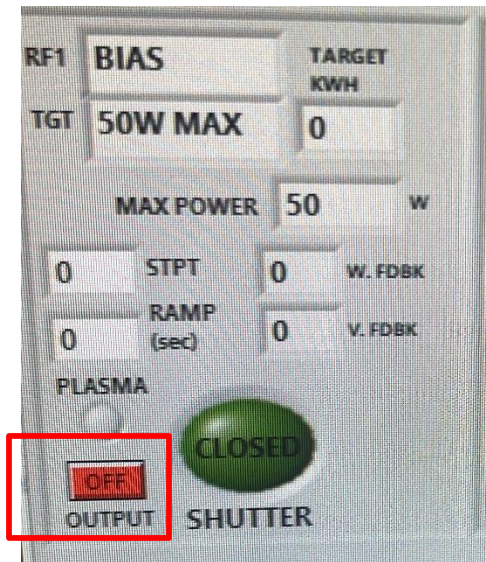 RF1 BIAS TARGET
KWH
TGT 50W MAX 0
MAX POWER 50 W
0 STPT 0 W. FDBK
RAMP
0 (sec) 0 V. FDBK
PLASMA
CLOSED
OFF
OUTPUT SHUTTER